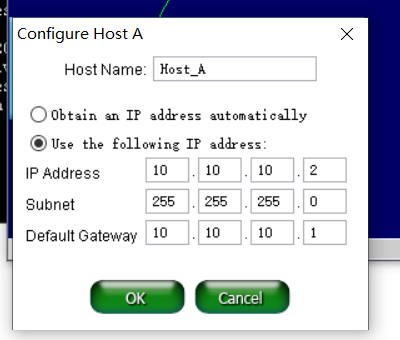 Configure Host A
Host Name: Host_A
Obtain an IP address automatically
Use the following IP address:
IP Address 10 . 10 . 10 . 2
Subnet 255 . 255 . 255 . 0
Default Gateway 10 . 10 . 10 . 1
OK Cancel